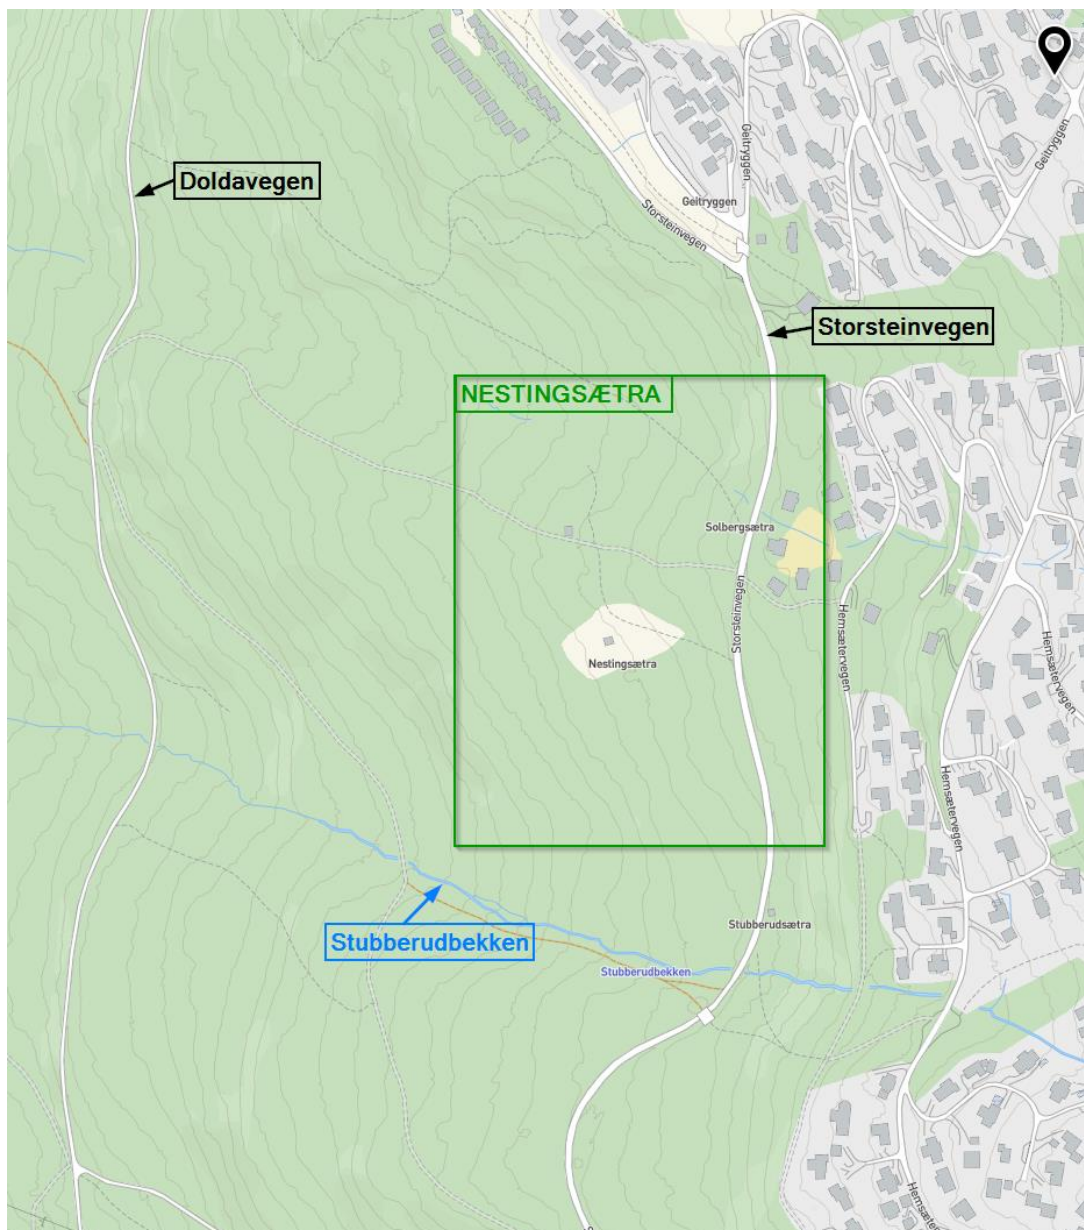 Geitryggen
Geitryggen
Doldavegen
Geitryggen
Storsteinvegen
Storsteinvegen
NESTINGSÆTRA
Solbergsætra
Storsteinvegen
Hemsætervegen
Hemsætervegen
Nestingsætra
Hemsætervegen
Stubberudsætra
Stubberudbekken
Stubberudbekken